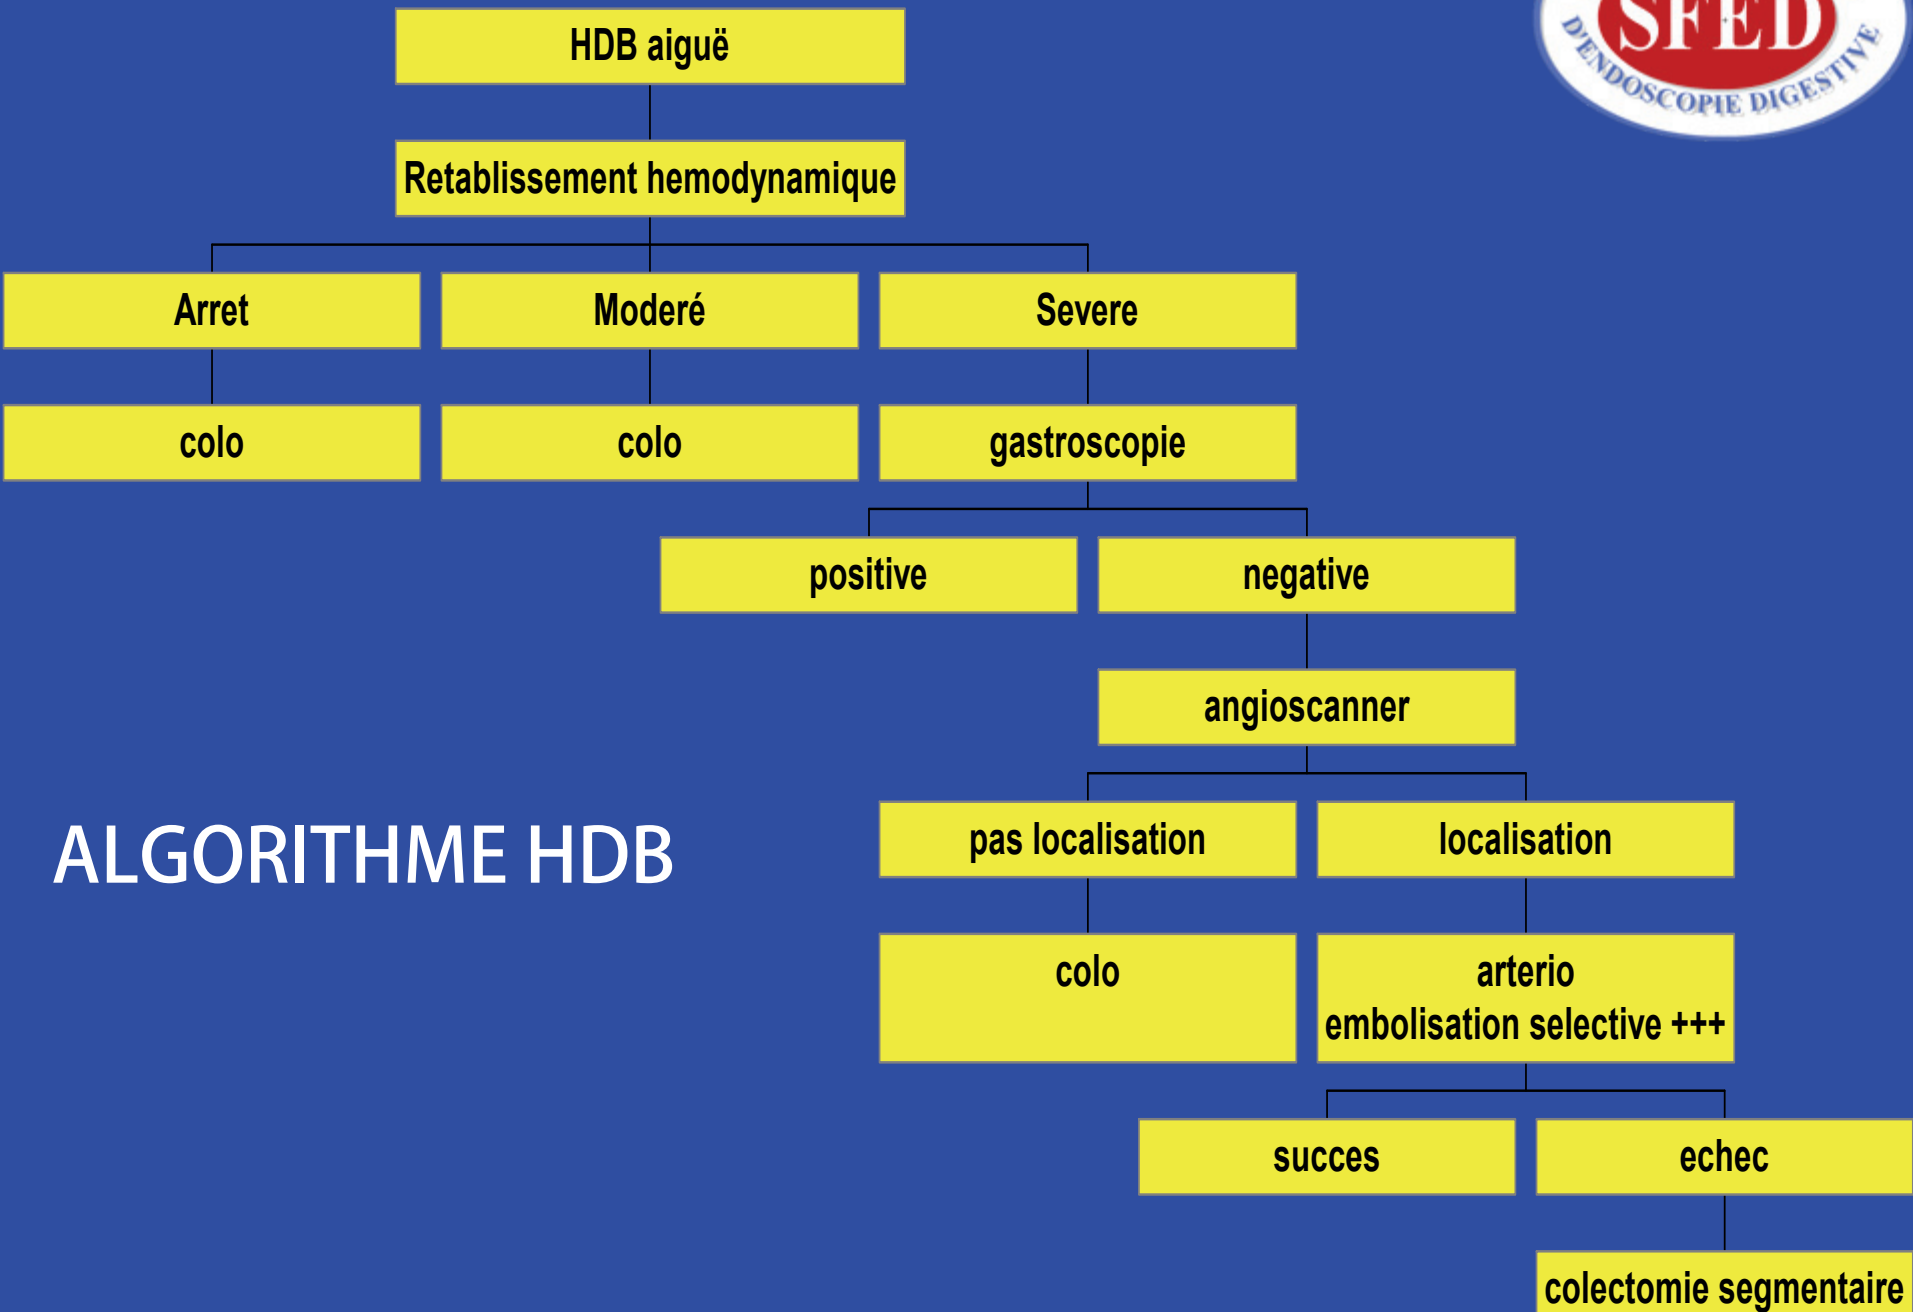 SFED
D'ENDOSCOPIE DIGESTIVE
HDB aiguë
Retablissement hemodynamique
Arret
Moderé
Severe
colo
colo
gastroscopie
positive
negative
angioscanner
pas localisation
localisation
ALGORITHME HDB
colo
arterio
embolisation selective +++
succes
echec
colectomie segmentaire